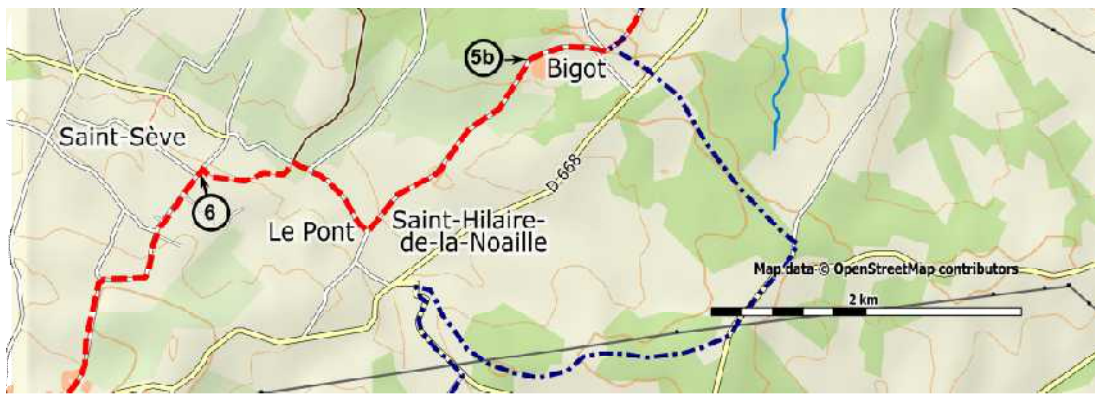 5b
Bigot
Saint-Sève
D-668
6
Le Pont
Saint-Hilaire-
de-la-Noaille
Map data © OpenStreetMap contributors
2 km